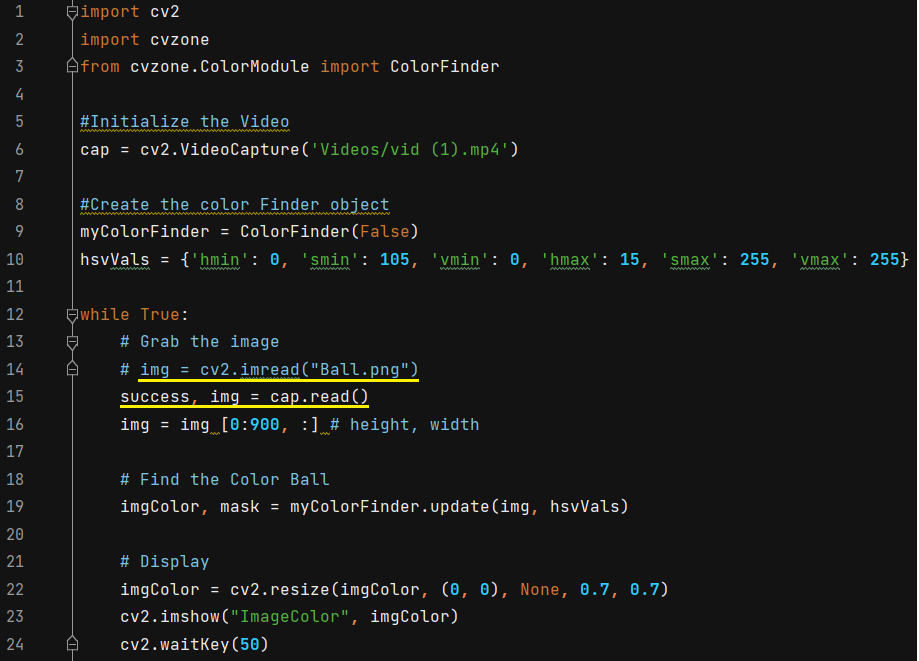 1 import cv2
2 import cvzone
3 from cvzone.ColorModule import ColorFinder
4
5 #Initialize the Video
6 cap = cv2.VideoCapture('Videos/vid (1).mp4')
7
8 #Create the color Finder object
9 myColorFinder = ColorFinder(False)
10 hsvVals = {'hmin': 0, 'smin': 105, 'vmin': 0, 'hmax': 15, 'smax': 255, 'vmax': 255}
11
12 while True:
13     # Grab the image
14     # img = cv2.imread("Ball.png")
15     success, img = cap.read()
16     img = img [0:900, :] # height, width
17
18     # Find the Color Ball
19     imgColor, mask = myColorFinder.update(img, hsvVals)
20
21     # Display
22     imgColor = cv2.resize(imgColor, (0, 0), None, 0.7, 0.7)
23     cv2.imshow("ImageColor", imgColor)
24     cv2.waitKey(50)